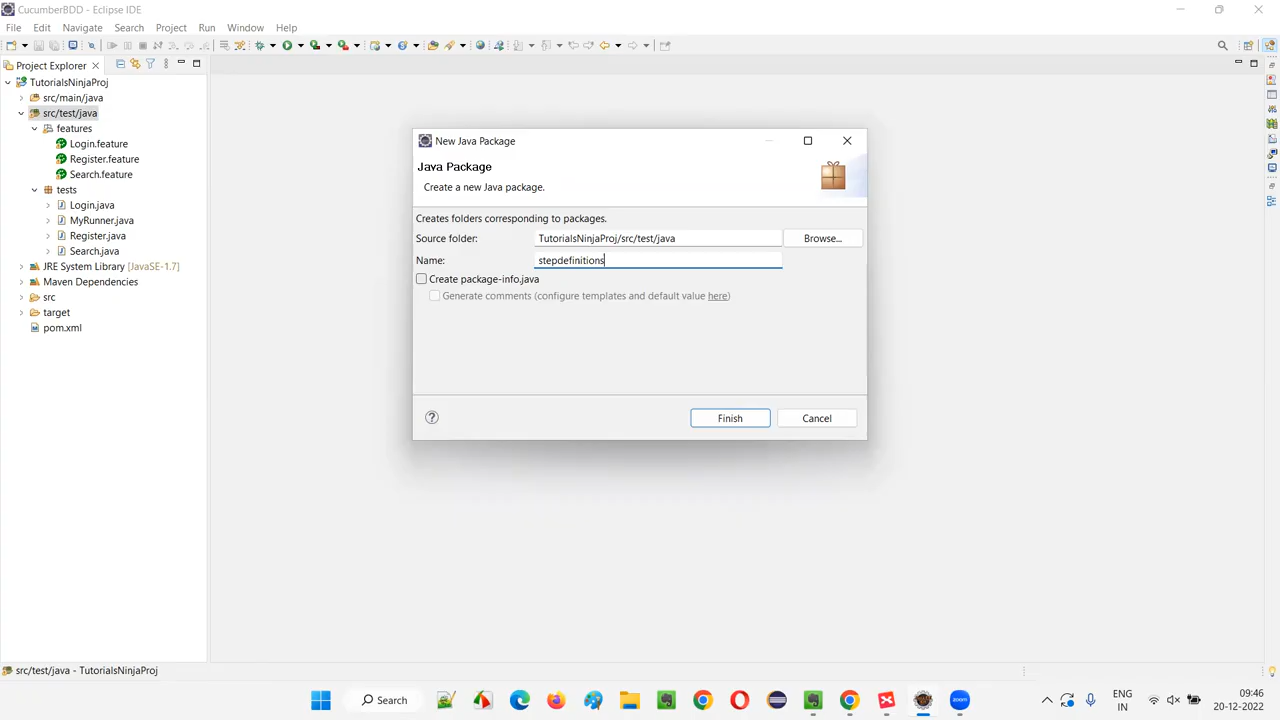 CucumberBDD - Eclipse IDE
File Edit Navigate Search Project Run Window Help
Project Explorer
TutorialsNinjaProj
src/main/java
src/test/java
features
Login.feature
Register.feature
Search.feature
tests
Login.java
MyRunner.java
Register.java
Search.java
JRE System Library [JavaSE-1.7]
Maven Dependencies
src
target
pom.xml
New Java Package
Java Package
Create a new Java package.
Creates folders corresponding to packages.
Source folder: TutorialsNinjaProj/src/test/java Browse...
Name: stepdefinitions
Create package-info.java
Generate comments (configure templates and default value here)
Finish Cancel
src/test/java - TutorialsNinjaProj
Search
zoom
ENG
IN
09:46
20-12-2022